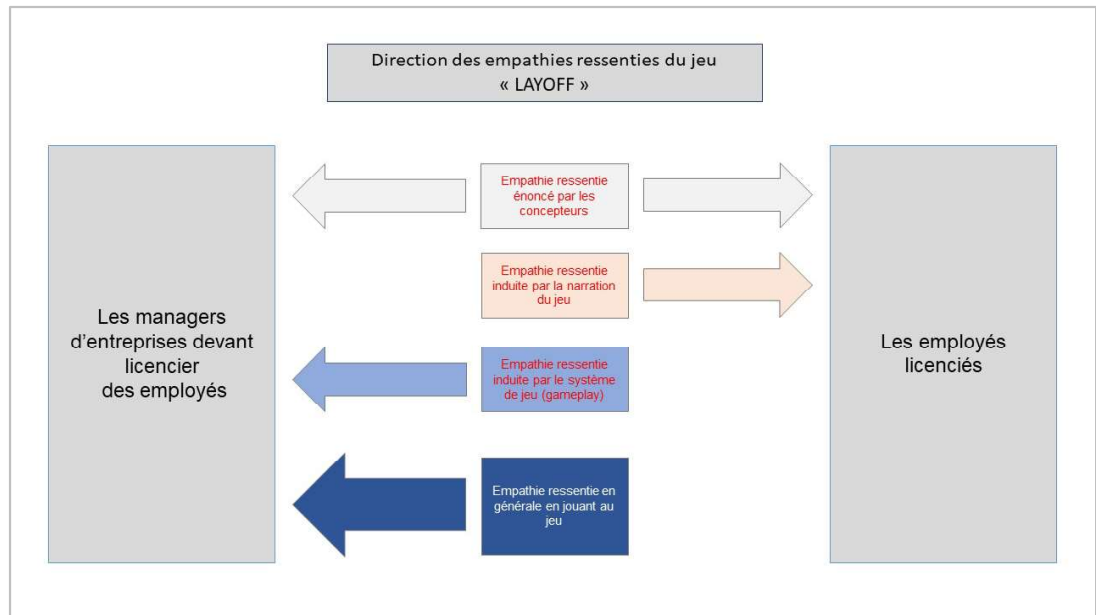 Direction des empathies ressenties du jeu
« LAYOFF »
Les managers
d'entreprises devant
licencier
des employés
Empathie ressentie
énoncé par les
concepteurs
Empathie ressentie
induite par la narration
du jeu
Empathie ressentie
induite par le système
de jeu (gameplay)
Empathie ressentie en
générale en jouant au
jeu
Les employés
licenciés